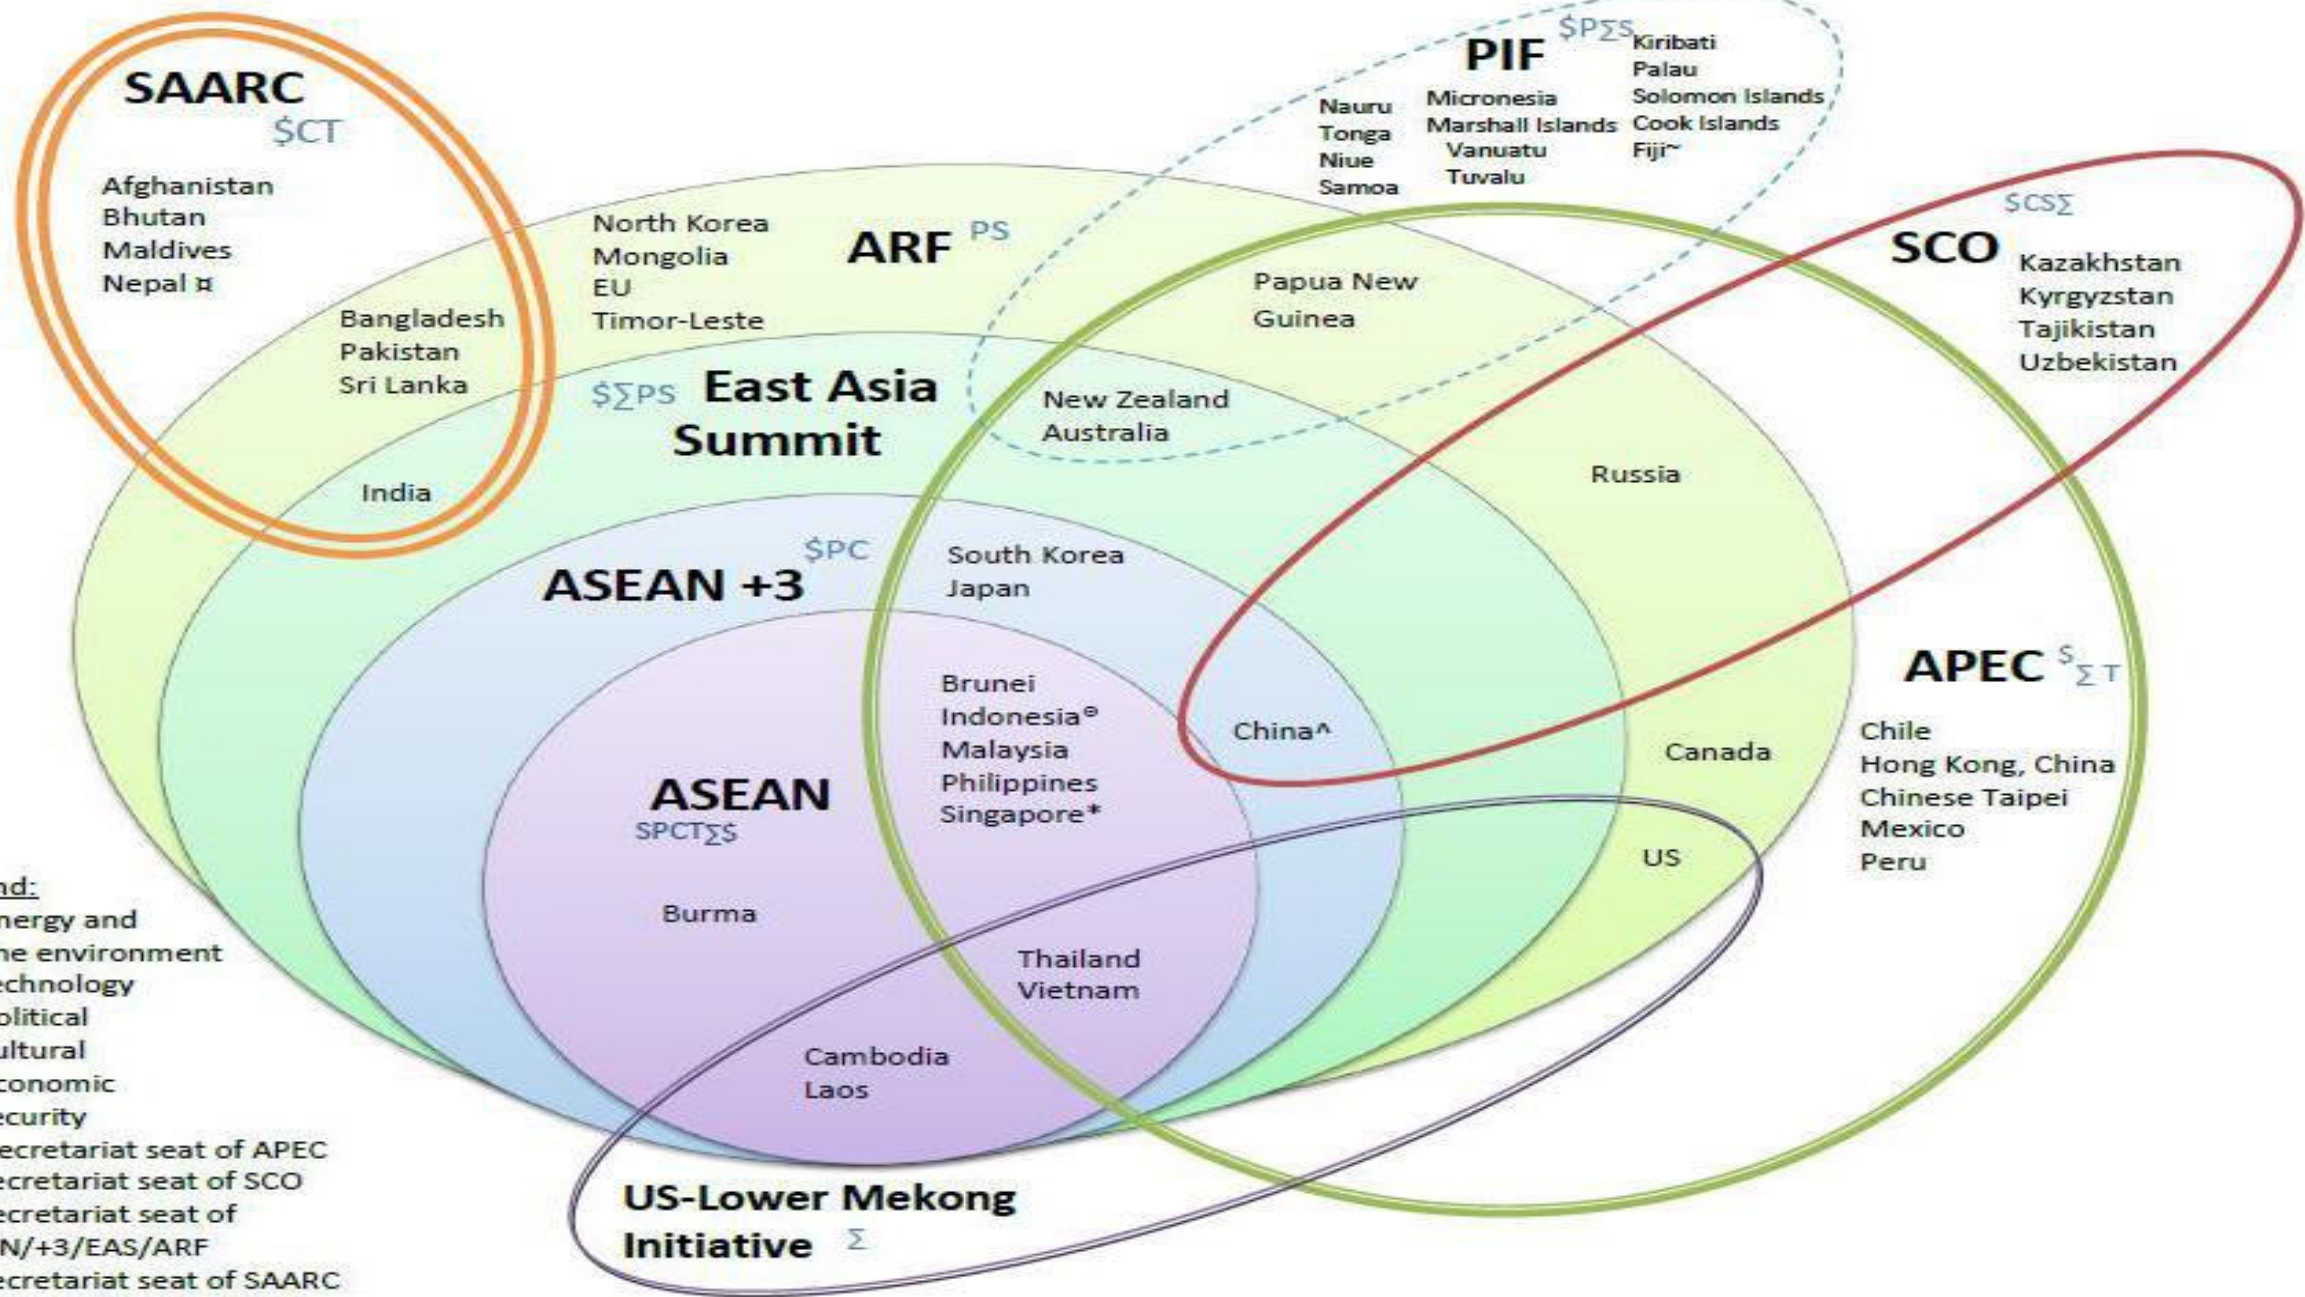 SAARC
$CT
Afghanistan
Bhutan
Maldives
Nepal ¤
Bangladesh
Pakistan
Sri Lanka
India
North Korea
Mongolia
EU
Timor-Leste
ARF PS
$∑PS East Asia
Summit
ASEAN +3 $PC
South Korea
Japan
ASEAN
SPCT∑$
Burma
Brunei
Indonesia⁰
Malaysia
Philippines
Singapore*
Thailand
Vietnam
Cambodia
Laos
PIF $P∑S
Nauru
Tonga
Niue
Samoa
Micronesia
Marshall Islands
Vanuatu
Tuvalu
Kiribati
Palau
Solomon Islands
Cook Islands
Fiji~
Papua New
Guinea
New Zealand
Australia
$CS∑
SCO
Kazakhstan
Kyrgyzstan
Tajikistan
Uzbekistan
Russia
China^
Canada
US
APEC $∑ T
Chile
Hong Kong, China
Chinese Taipei
Mexico
Peru
US-Lower Mekong
Initiative ∑
nd:
nergy and
he environment
echnology
olitical
ultural
conomic
ecurity
ecretariat seat of APEC
ecretariat seat of SCO
ecretariat seat of
N/+3/EAS/ARF
ecretariat seat of SAARC